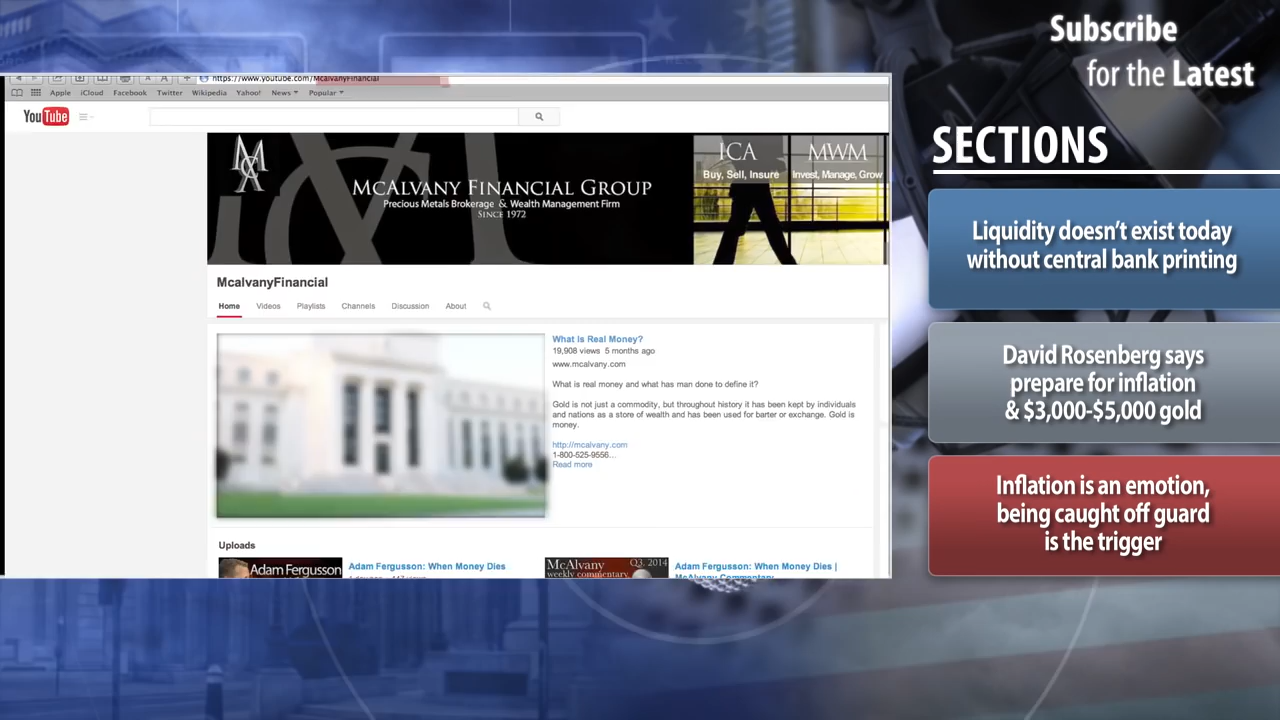 Subscribe
for the Latest
https://www.youtube.com/McalvanyFinancial
Apple iCloud Facebook Twitter Wikipedia Yahoo! News Popular
YouTube
MCA
MCALVANY FINANCIAL GROUP
Precious Metals Brokerage & Wealth Management Firm
SINCE 1972
ICA
Buy, Sell, Insure
MWM
Invest, Manage, Grow
McalvanyFinancial
Home Videos Playlists Channels Discussion About
What is Real Money?
19,908 views 5 months ago
www.mcalvany.com
What is real money and what has man done to define it?
Gold is not just a commodity, but throughout history it has been kept by individuals
and nations as a store of wealth and has been used for barter or exchange. Gold is
money.
http://mcalvany.com
1-800-525-9556...
Read more
Uploads
Adam Fergusson
Adam Fergusson: When Money Dies
McAlvany
weekly commentary
Q3, 2014
Adam Fergusson: When Money Dies |
McAlvany Commentary
SECTIONS
Liquidity doesn't exist today
without central bank printing
David Rosenberg says
prepare for inflation
& $3,000-$5,000 gold
Inflation is an emotion,
being caught off guard
is the trigger